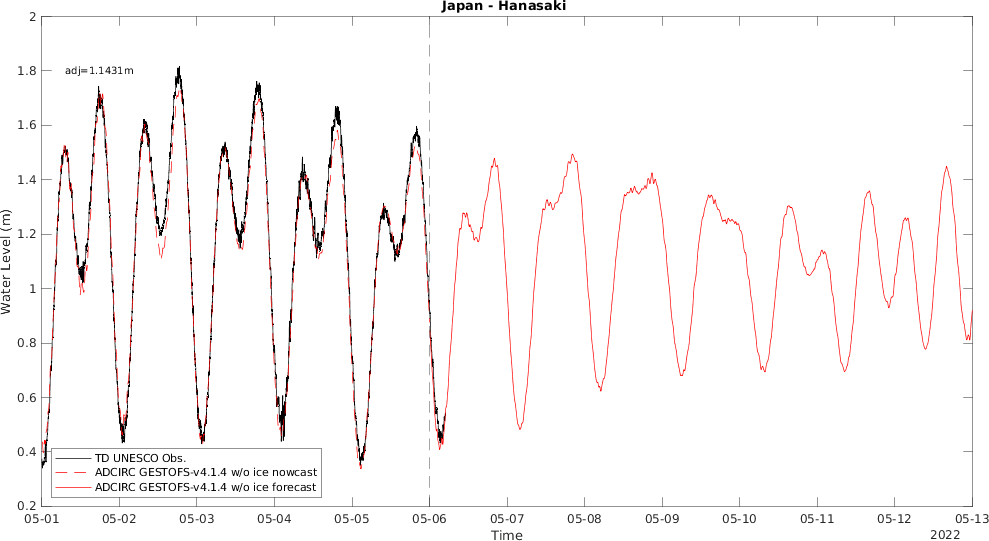 Japan - Hanasaki
2
1.8
1.6
1.4
1.2
1
0.8
0.6
0.4
0.2
Water Level (m)
adj=1.1431m
TD UNESCO Obs.
ADCIRC GESTOFS-v4.1.4 w/o ice nowcast
ADCIRC GESTOFS-v4.1.4 w/o ice forecast
05-01 05-02 05-03 05-04 05-05 05-06 05-07 05-08 05-09 05-10 05-11 05-12 05-13
Time
2022